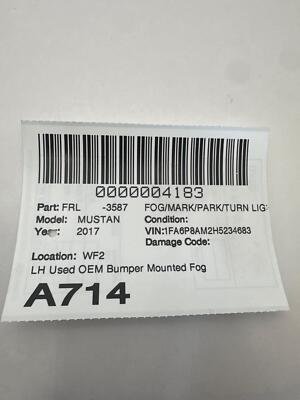 0000004183
Part: FRL -3587 FOG/MARK/PARK/TURN LIG
Model: MUSTAN Condition:
Year: 2017 VIN:1FA6P8AM2H5234683
Damage Code:
Location: WF2
LH Used OEM Bumper Mounted Fog
A714